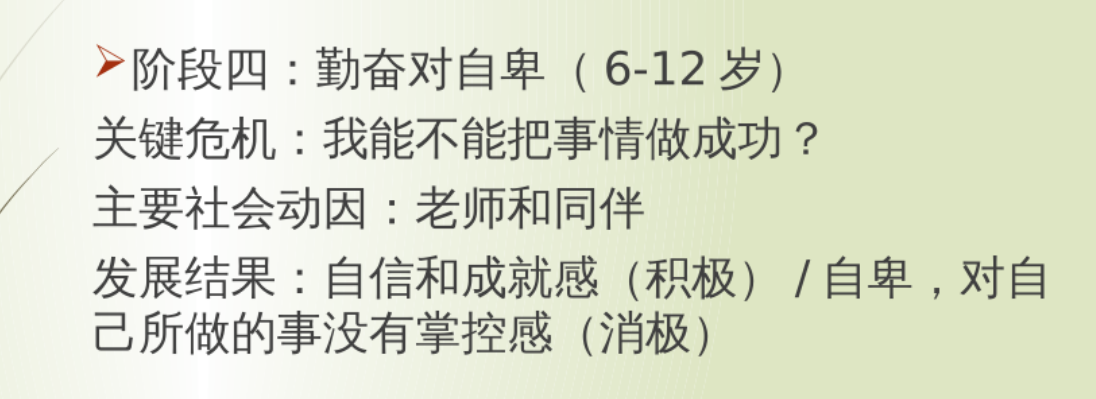 阶段四：勤奋对自卑（ 6-12 岁）
关键危机：我能不能把事情做成功？
主要社会动因：老师和同伴
发展结果：自信和成就感（积极） / 自卑，对自
己所做的事没有掌控感（消极）